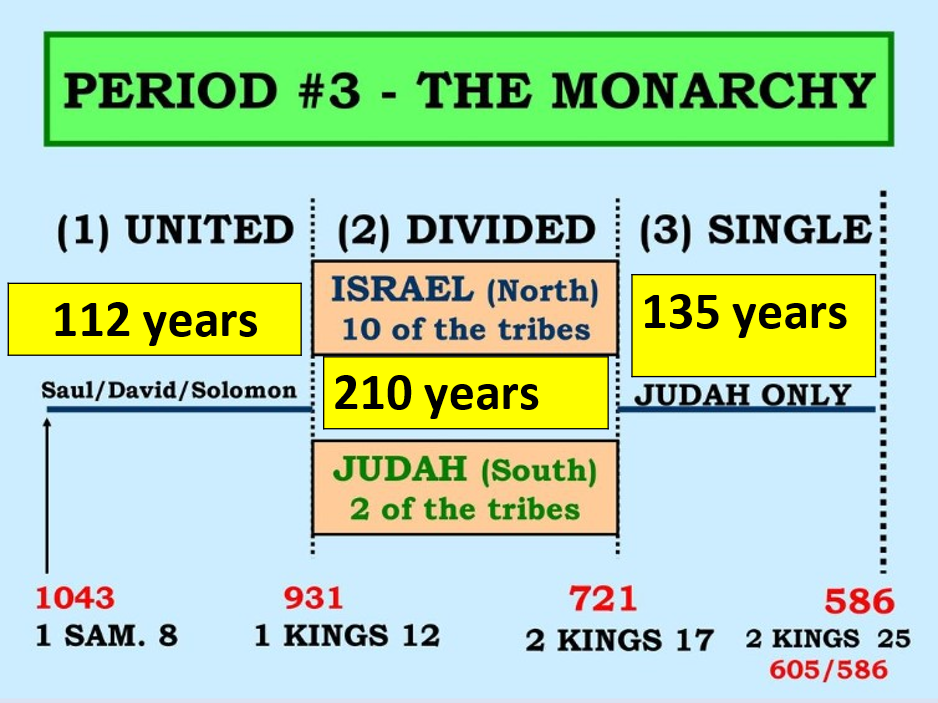 PERIOD #3 - THE MONARCHY
(1) UNITED
(2) DIVIDED
(3) SINGLE
112 years
ISRAEL (North)
10 of the tribes
135 years
Saul/David/Solomon
210 years
JUDAH ONLY
JUDAH (South)
2 of the tribes
1043
1 SAM. 8
931
1 KINGS 12
721
2 KINGS 17
586
2 KINGS 25
605/586